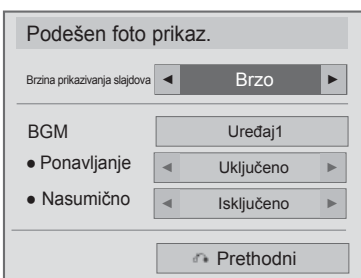 Podešen foto prikaz.
Brzina prikazivanja slajdova ◄ Brzo ►
BGM Uređaj1
● Ponavljanje ◄ Uključeno ►
● Nasumično ◄ Isključeno ►
Prethodni